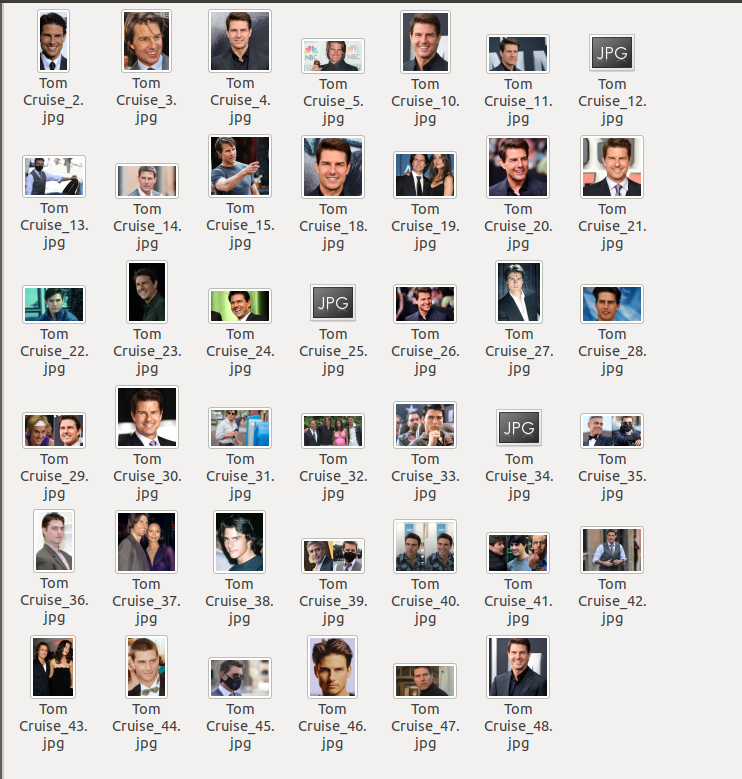 Tom
Cruise_2.
jpg
Tom
Cruise_3.
jpg
Tom
Cruise_4.
jpg
NBC
NBC
Tom
Cruise_5.
jpg
Tom
Cruise_10.
jpg
Tom
Cruise_11.
jpg
JPG
Tom
Cruise_12.
jpg
Tom
Cruise_13.
jpg
Tom
Cruise_14.
jpg
Tom
Cruise_15.
jpg
Tom
Cruise_18.
jpg
Tom
Cruise_19.
jpg
Tom
Cruise_20.
jpg
Tom
Cruise_21.
jpg
Tom
Cruise_22.
jpg
Tom
Cruise_23.
jpg
Tom
Cruise_24.
jpg
JPG
Tom
Cruise_25.
jpg
Tom
Cruise_26.
jpg
Tom
Cruise_27.
jpg
Tom
Cruise_28.
jpg
Tom
Cruise_29.
jpg
Tom
Cruise_30.
jpg
Tom
Cruise_31.
jpg
Tom
Cruise_32.
jpg
Tom
Cruise_33.
jpg
JPG
Tom
Cruise_34.
jpg
Tom
Cruise_35.
jpg
Tom
Cruise_36.
jpg
Tom
Cruise_37.
jpg
Tom
Cruise_38.
jpg
Tom
Cruise_39.
jpg
Tom
Cruise_40.
jpg
Tom
Cruise_41.
jpg
Tom
Cruise_42.
jpg
Tom
Cruise_43.
jpg
Tom
Cruise_44.
jpg
Tom
Cruise_45.
jpg
Tom
Cruise_46.
jpg
Tom
Cruise_47.
jpg
Tom
Cruise_48.
jpg